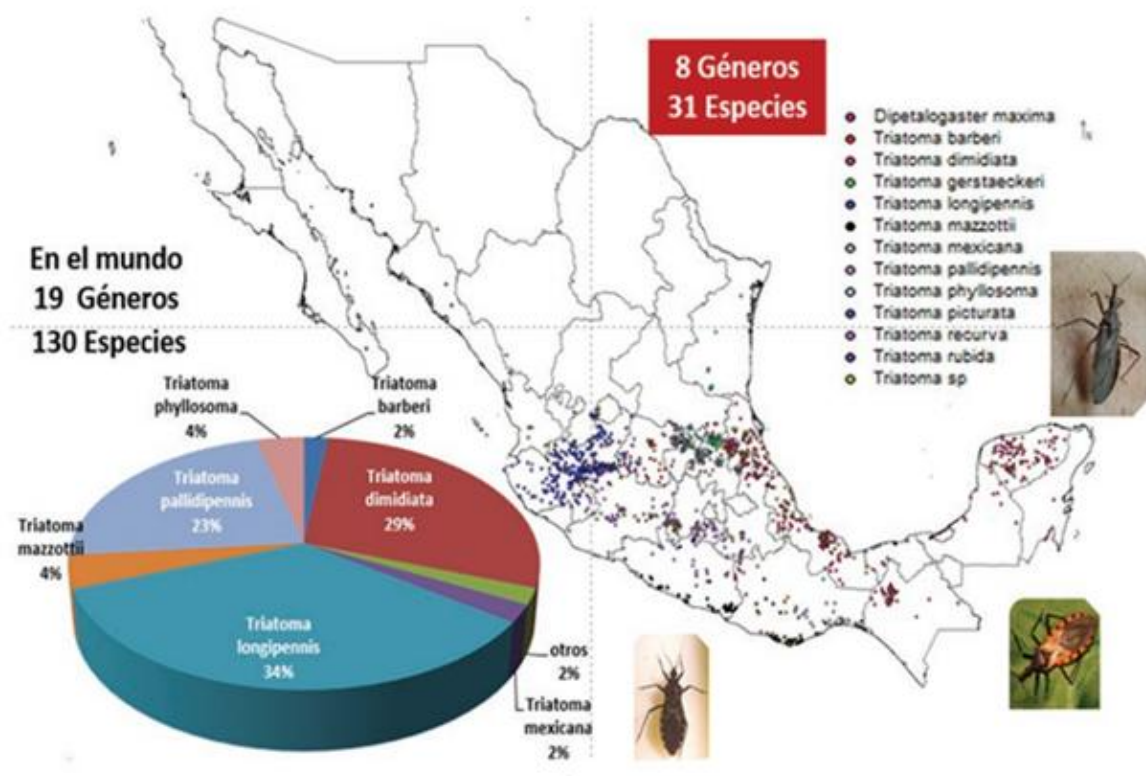 8 Géneros
31 Especies
Dipetalogaster maxima
Triatoma barberi
Triatoma dimidiata
Triatoma gerstaeckeri
Triatoma longipennis
Triatoma mazzottii
Triatoma mexicana
Triatoma pallidipennis
Triatoma phyllosoma
Triatoma picturata
Triatoma recurva
Triatoma rubida
Triatoma sp
En el mundo
19 Géneros
130 Especies
Triatoma
phyllosoma
4%
Triatoma
barberi
2%
Triatoma
pallidipennis
23%
Triatoma
dimidiata
29%
Triatoma
mazzottii
4%
Triatoma
longipennis
34%
otros
2%
Triatoma
mexicana
2%